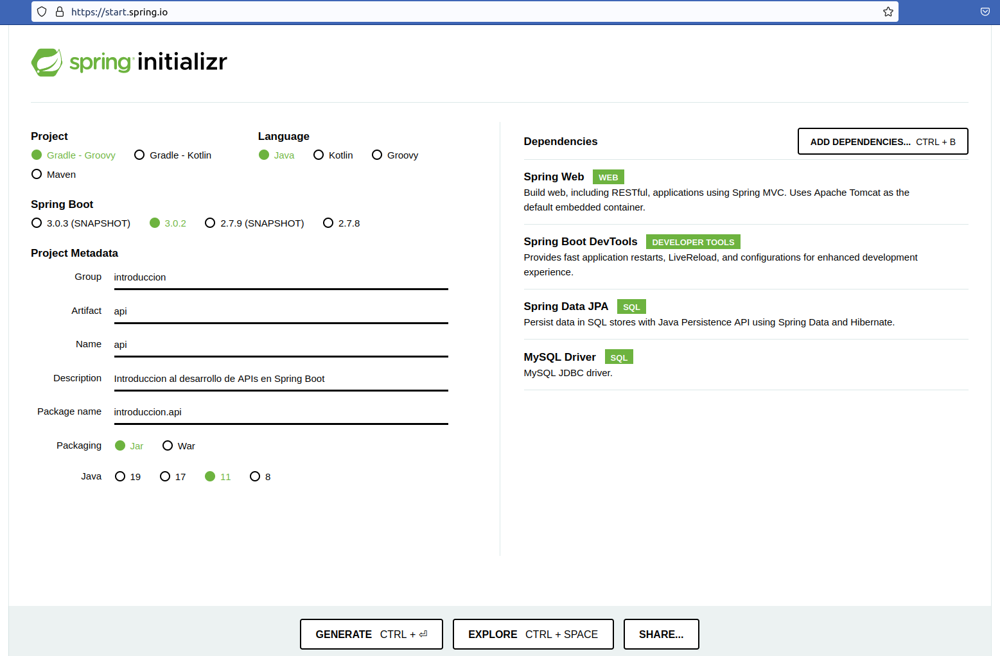 https://start.spring.io
spring initializr
Project
Gradle - Groovy
Gradle - Kotlin
Maven
Language
Java
Kotlin
Groovy
Spring Boot
3.0.3 (SNAPSHOT)
3.0.2
2.7.9 (SNAPSHOT)
2.7.8
Project Metadata
Group introduccion
Artifact api
Name api
Description Introduccion al desarrollo de APIs en Spring Boot
Package name introduccion.api
Packaging Jar War
Java 19 17 11 8
Dependencies
ADD DEPENDENCIES... CTRL + B
Spring Web WEB
Build web, including RESTful, applications using Spring MVC. Uses Apache Tomcat as the
default embedded container.
Spring Boot DevTools DEVELOPER TOOLS
Provides fast application restarts, LiveReload, and configurations for enhanced development
experience.
Spring Data JPA SQL
Persist data in SQL stores with Java Persistence API using Spring Data and Hibernate.
MySQL Driver SQL
MySQL JDBC driver.
GENERATE CTRL + ⏎
EXPLORE CTRL + SPACE
SHARE...